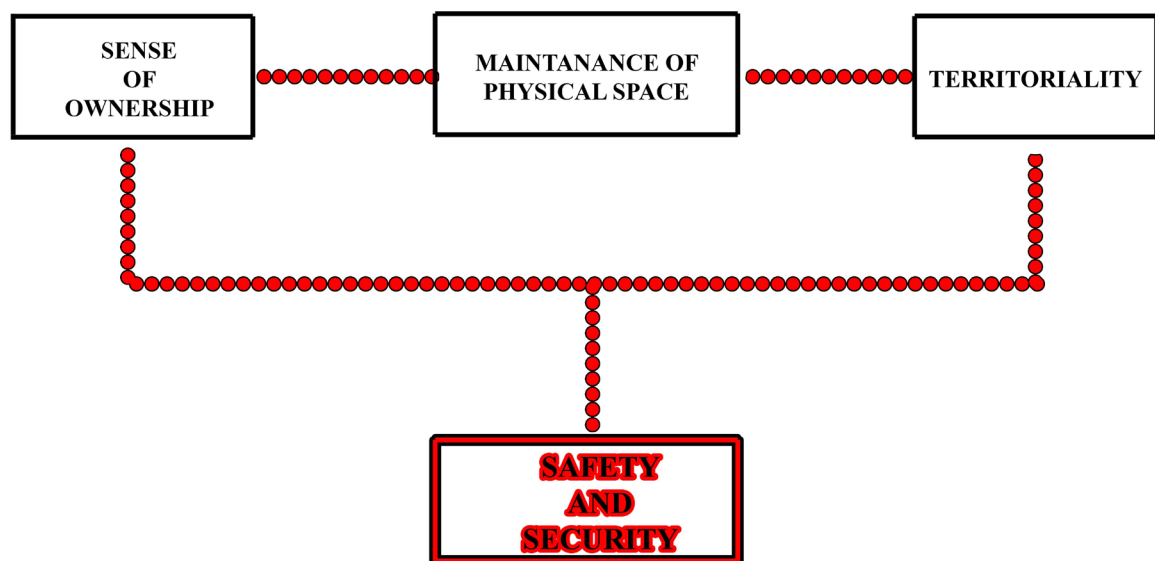 SENSE
OF
OWNERSHIP
MAINTANANCE OF
PHYSICAL SPACE
TERRITORIALITY
SAFETY
AND
SECURITY